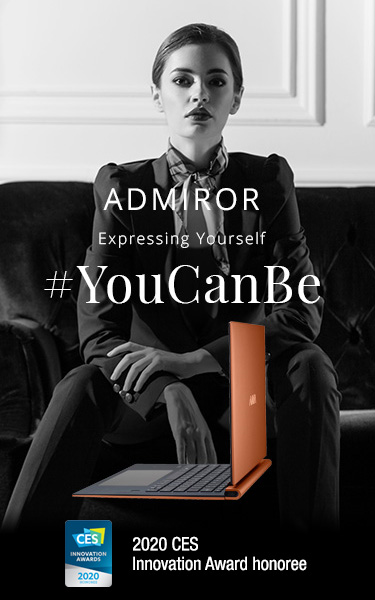 ADMIROR
Expressing Yourself
#YouCanBe
CES
INNOVATION
AWARDS
2020
2020 CES
Innovation Award honoree